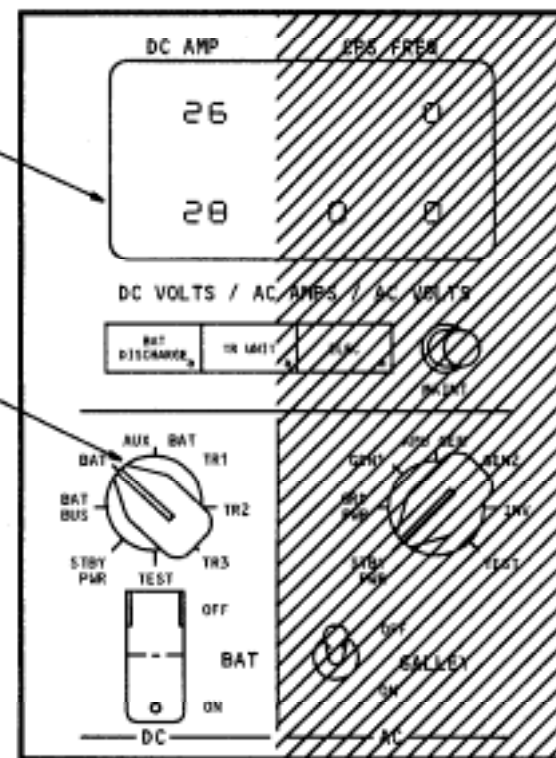 DC AMP CPS FREQ
26 0
28 0 0
DC VOLTS / AC AMPS / AC VOLTS
BAT DISCHARGE TR UNIT ELEC
MAINT
AUX BAT APU GEN
BAT TR1 GEN1 GEN2
BAT BUS TR2 GRD PWR INV
STBY PWR TEST TR3 STBY PWR TEST
OFF OFF
BAT GALLEY
ON ON
DC AC